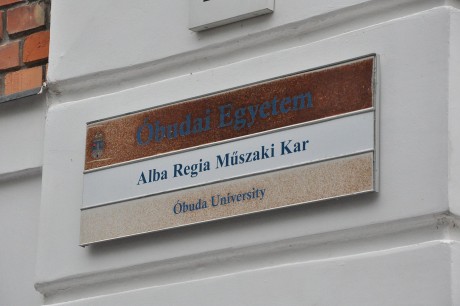 Óbudai Egyetem
Alba Regia Műszaki Kar
Óbuda University